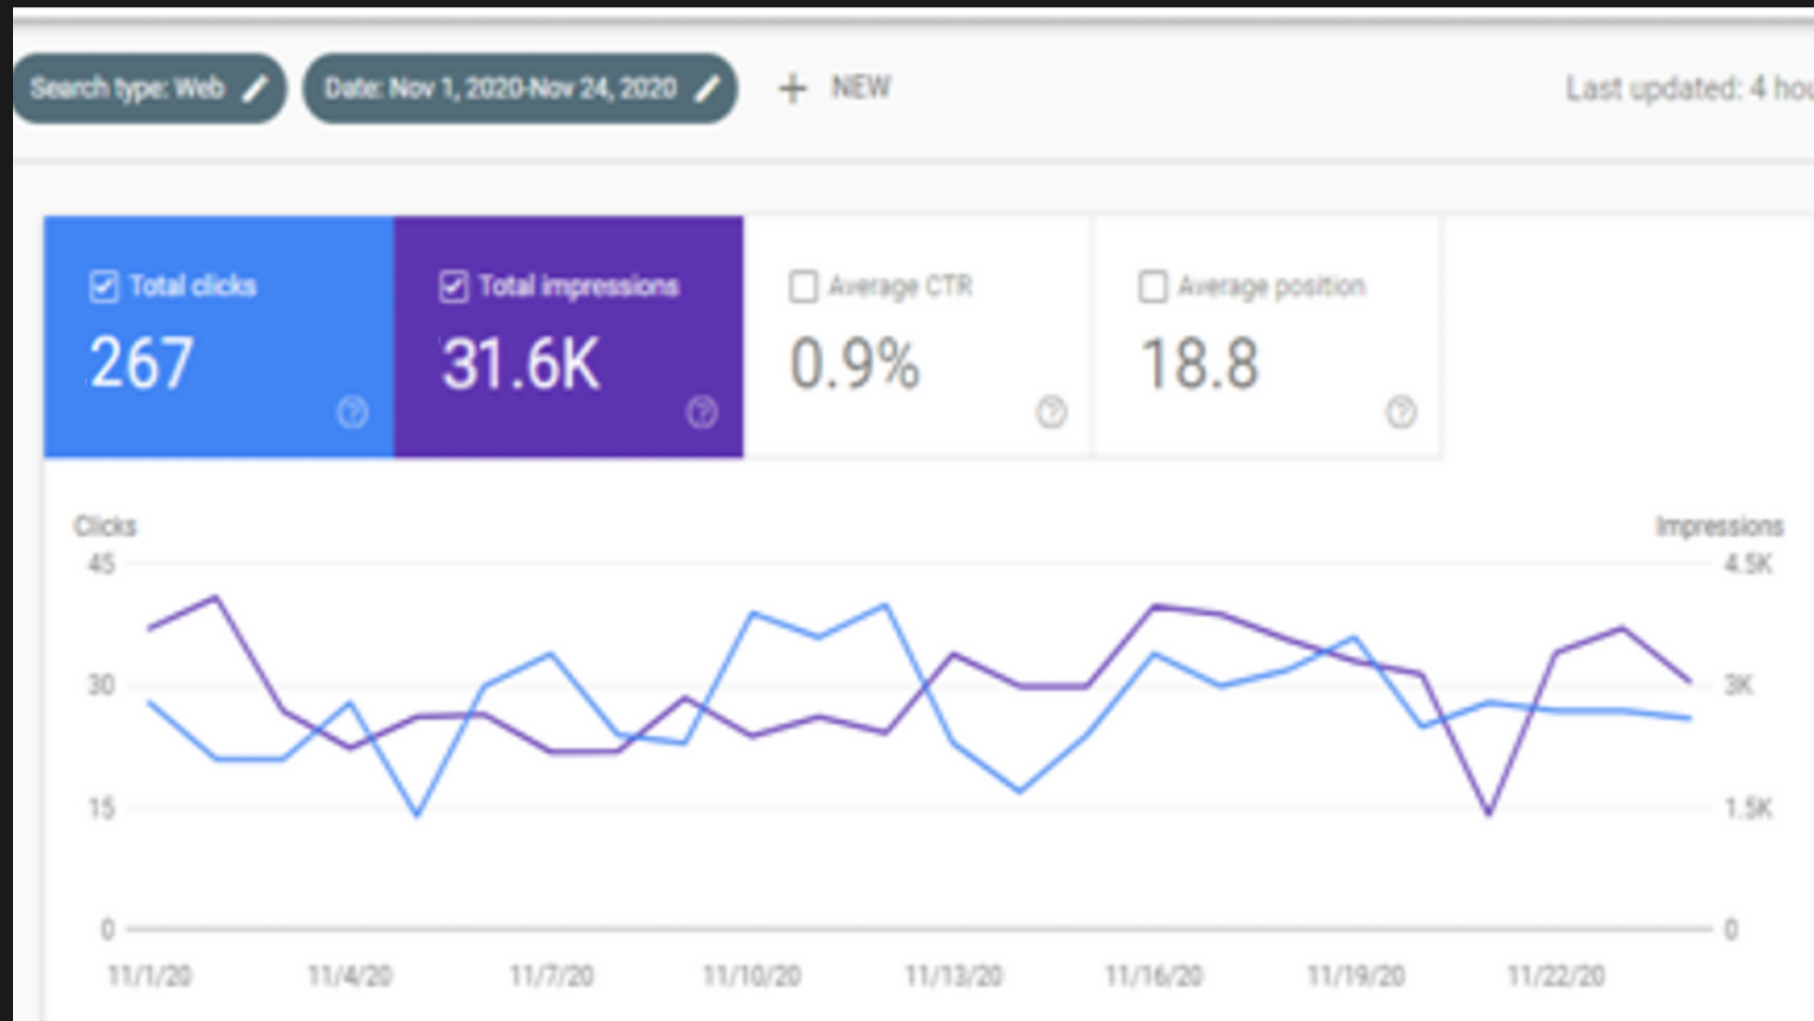 Search type: Web Date: Nov 1, 2020-Nov 24, 2020 + NEW Last updated: 4 hou
Total clicks Total impressions Average CTR Average position
267 31.6K 0.9% 18.8
Clicks Impressions
45 4.5K
30 3K
15 1.5K
0 0
11/1/20 11/4/20 11/7/20 11/10/20 11/13/20 11/16/20 11/19/20 11/22/20